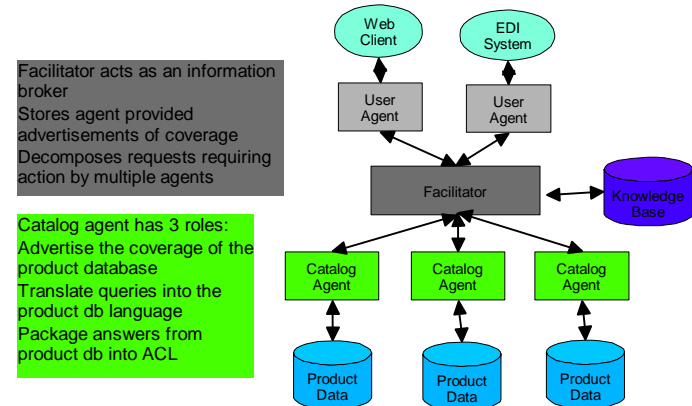 Web
Client
EDI
System
Facilitator acts as an information
broker
Stores agent provided
advertisements of coverage
Decomposes requests requiring
action by multiple agents
User
Agent
User
Agent
Facilitator
Knowledge
Base
Catalog agent has 3 roles:
Advertise the coverage of the
product database
Translate queries into the
product db language
Package answers from
product db into ACL
Catalog
Agent
Catalog
Agent
Catalog
Agent
Product
Data
Product
Data
Product
Data